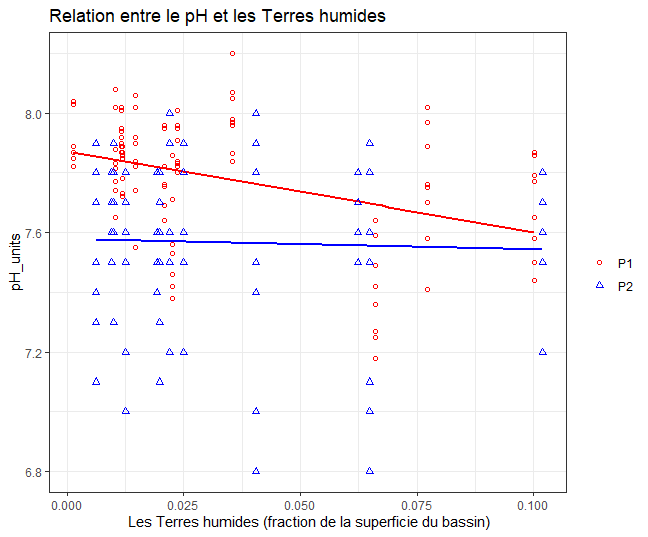 Relation entre le pH et les Terres humides
pH_units
8.0
7.6
7.2
6.8
0.000 0.025 0.050 0.075 0.100
Les Terres humides (fraction de la superficie du bassin)
P1
P2